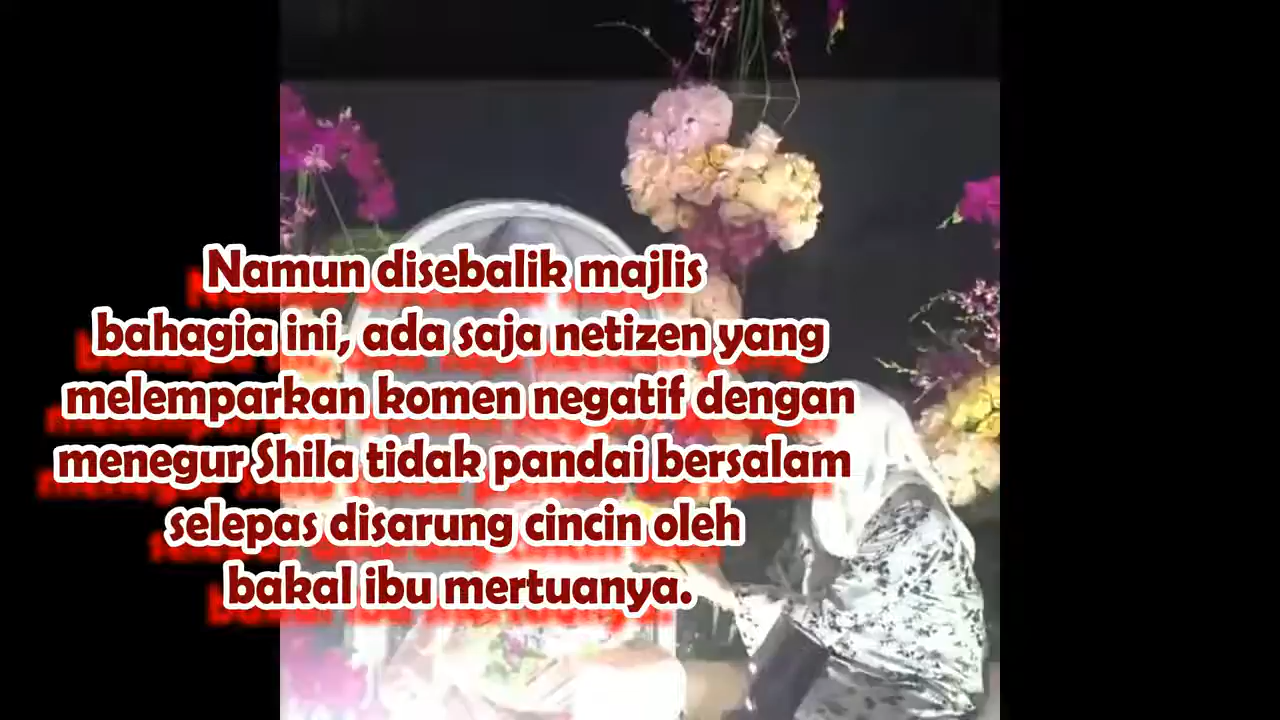 Namun disebalik majlis
bahagia ini, ada saja netizen yang
melemparkan komen negatif dengan
menegur Shila tidak pandai bersalam
selepas disarung cincin oleh
bakal ibu mertuanya.